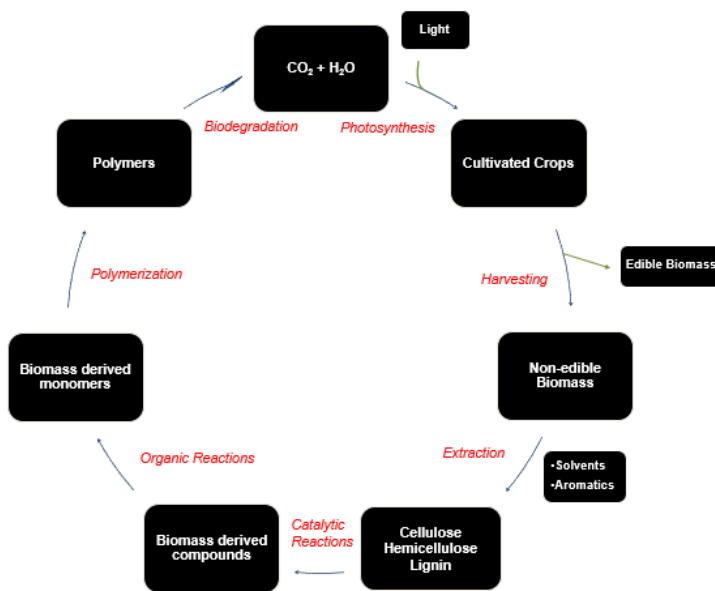 Light
CO₂ + H₂O
Biodegradation
Photosynthesis
Polymers
Cultivated Crops
Polymerization
Harvesting
Edible Biomass
Biomass derived
monomers
Non-edible
Biomass
Organic Reactions
Extraction
•Solvents
•Aromatics
Catalytic
Reactions
Biomass derived
compounds
Cellulose
Hemicellulose
Lignin